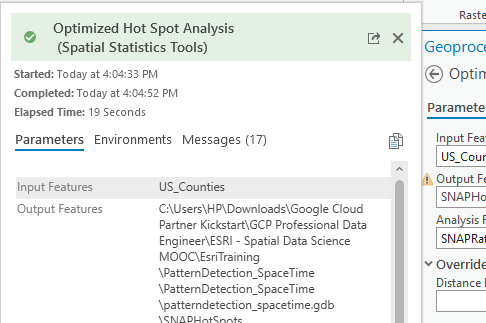 Raste
Optimized Hot Spot Analysis
(Spatial Statistics Tools)
Started: Today at 4:04:33 PM
Completed: Today at 4:04:52 PM
Elapsed Time: 19 Seconds
Parameters Environments Messages (17)
Input Features US_Counties
Output Features C:\Users\HP\Downloads\Google Cloud
Partner Kickstart\GCP Professional Data
Engineer\ESRI - Spatial Data Science
MOOC\EsriTraining
\PatternDetection_SpaceTime
\PatternDetection_SpaceTime
\patterndetection_spacetime.gdb
\SNAPHotSpots
Geoproce
Optim
Paramete
Input Fea
US_Coun
Output Fe
SNAPHo
Analysis F
SNAPRat
Override
Distance